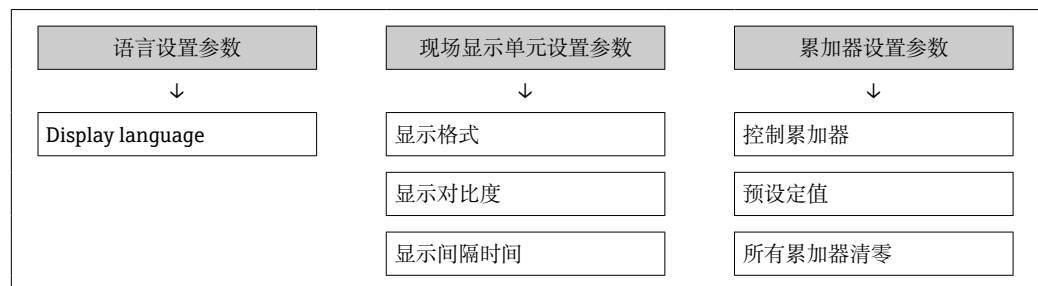 语言设置参数
↓
Display language
现场显示单元设置参数
↓
显示格式
显示对比度
显示间隔时间
累加器设置参数
↓
控制累加器
预设定值
所有累加器清零